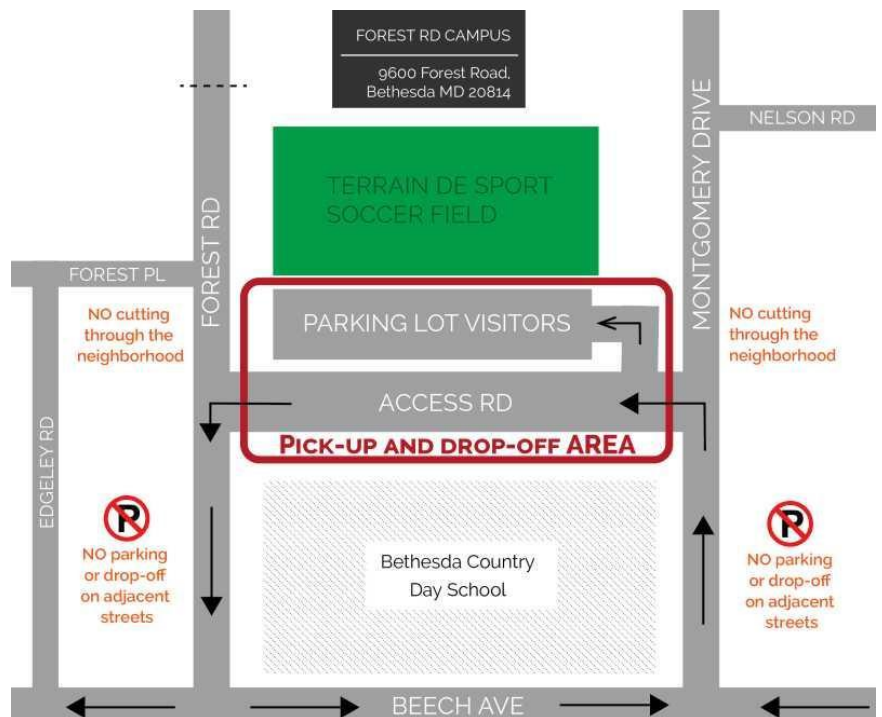 FOREST RD CAMPUS
9600 Forest Road,
Bethesda MD 20814
NELSON RD
MONTGOMERY DRIVE
FOREST RD
TERRAIN DE SPORT
SOCCER FIELD
FOREST PL
NO cutting
through the
neighborhood
PARKING LOT VISITORS
NO cutting
through the
neighborhood
ACCESS RD
PICK-UP AND DROP-OFF AREA
EDGELEY RD
P
NO parking
or drop-off
on adjacent
streets
Bethesda Country
Day School
P
NO parking
or drop-off
on adjacent
streets
BEECH AVE